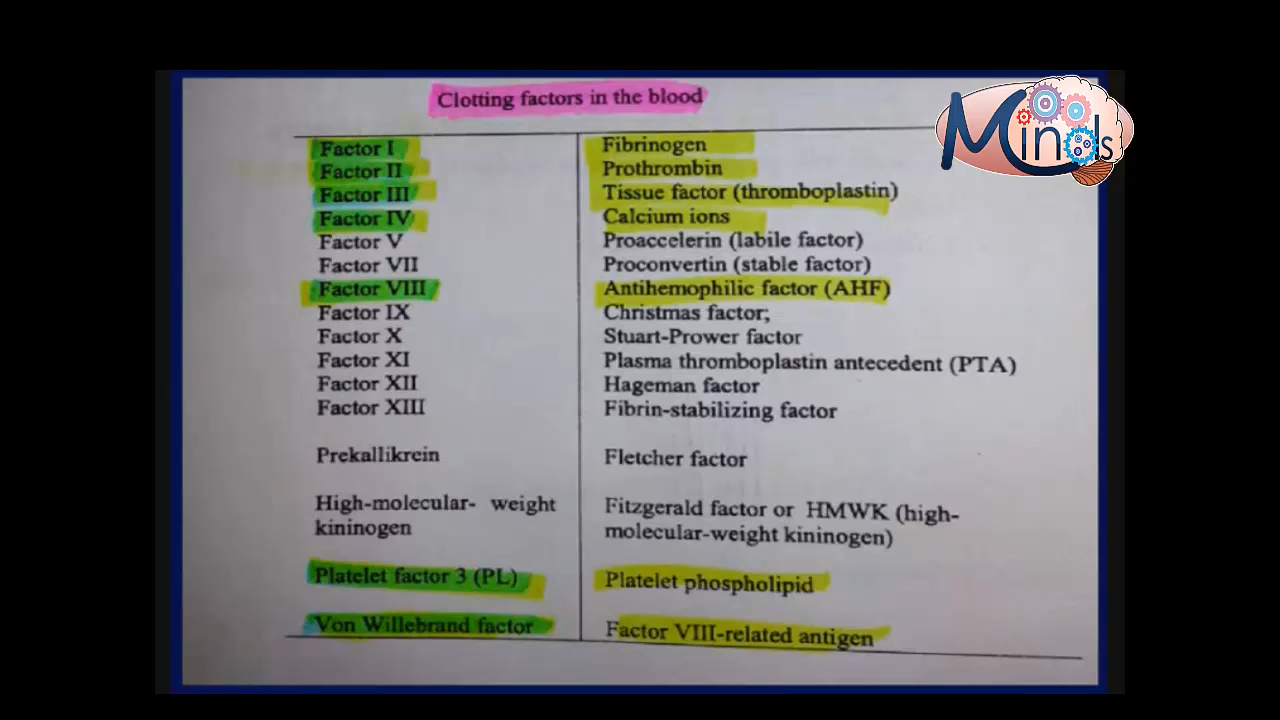 Clotting factors in the blood
Minds
Factor I Fibrinogen
Factor II Prothrombin
Factor III Tissue factor (thromboplastin)
Factor IV Calcium ions
Factor V Proaccelerin (labile factor)
Factor VII Proconvertin (stable factor)
Factor VIII Antihemophilic factor (AHF)
Factor IX Christmas factor;
Factor X Stuart-Prower factor
Factor XI Plasma thromboplastin antecedent (PTA)
Factor XII Hageman factor
Factor XIII Fibrin-stabilizing factor
Prekallikrein Fletcher factor
High-molecular- weight Fitzgerald factor or HMWK (high-
kininogen molecular-weight kininogen)
Platelet factor 3 (PL) Platelet phospholipid
Von Willebrand factor Factor VIII-related antigen